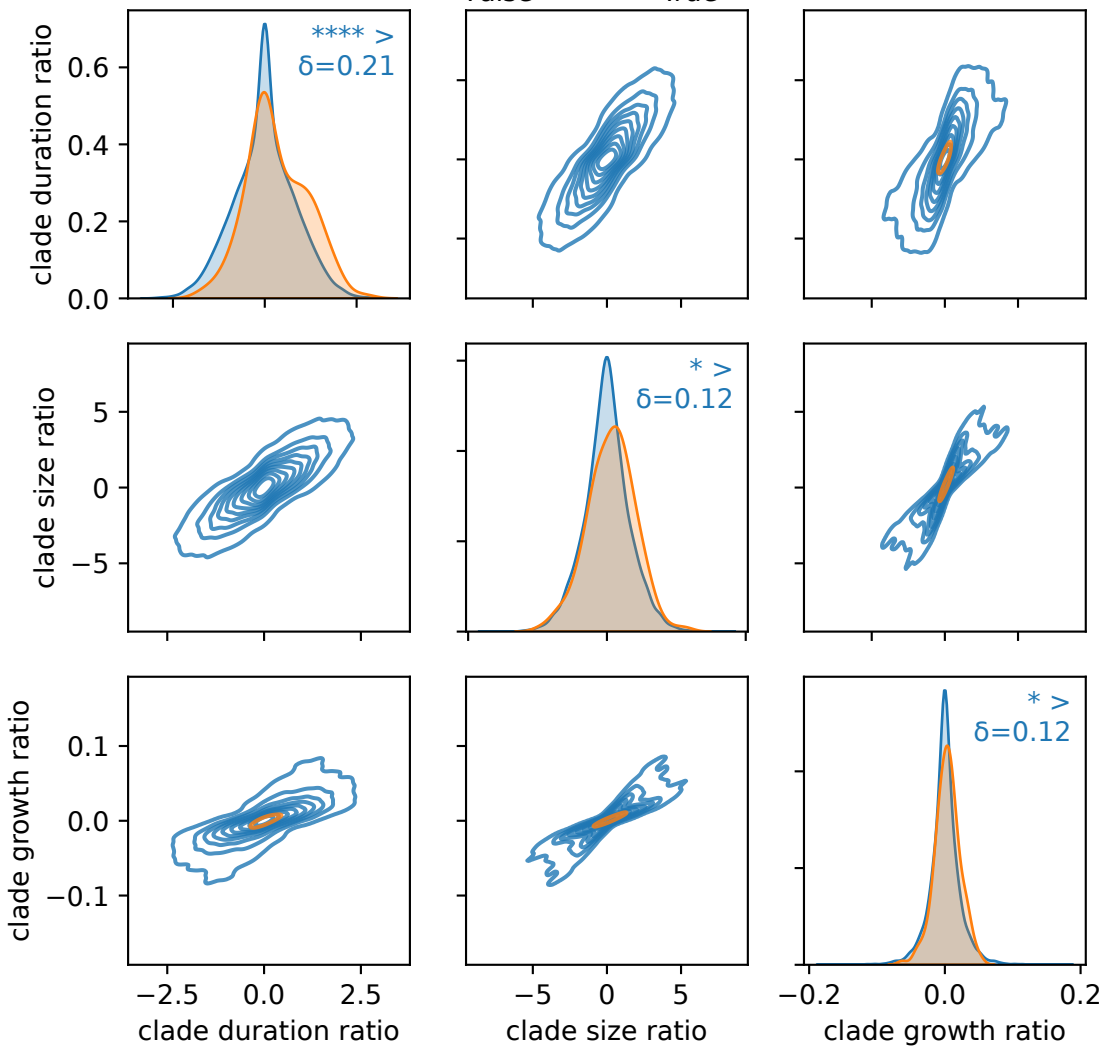 **** >
δ=0.21
0.6
0.4
0.2
0.0
clade duration ratio
* >
δ=0.12
5
0
−5
clade size ratio
* >
δ=0.12
0.1
0.0
−0.1
clade growth ratio
−2.5 0.0 2.5
−5 0 5
−0.2 0.0 0.2
clade duration ratio
clade size ratio
clade growth ratio